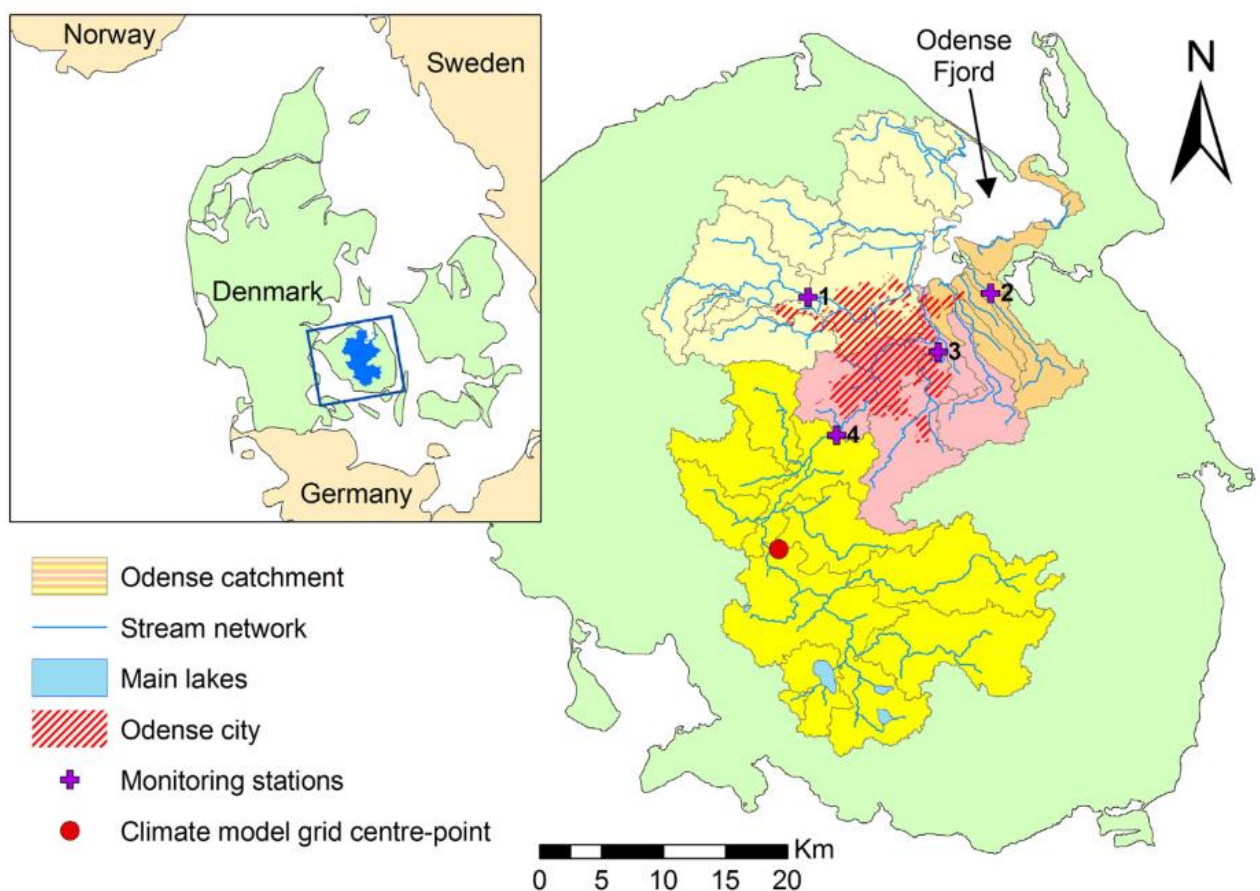 Norway
Sweden
Denmark
Germany
Odense
Fjord
N
1
2
3
4
Odense catchment
Stream network
Main lakes
Odense city
Monitoring stations
Climate model grid centre-point
Km
0 5 10 15 20